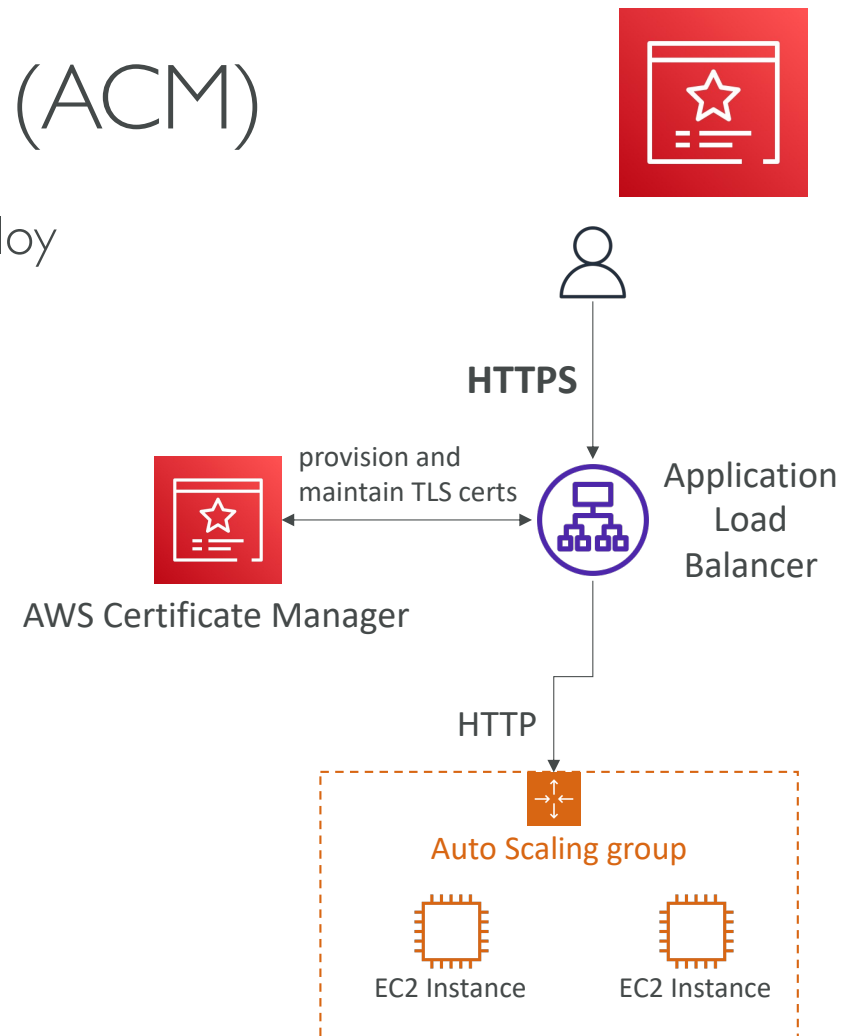 (ACM)
loy
HTTPS
provision and
maintain TLS certs
Application
Load
Balancer
AWS Certificate Manager
HTTP
Auto Scaling group
EC2 Instance
EC2 Instance